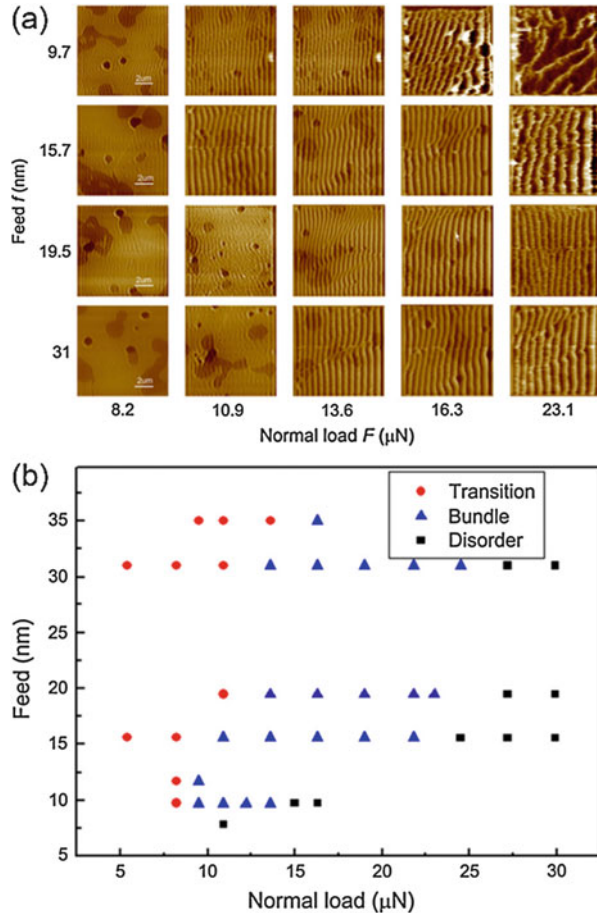 (a)
9.7
2um
15.7
2um
19.5
2um
31
2um
Feed f (nm)
8.2 10.9 13.6 16.3 23.1
Normal load F (μN)
(b)
Transition
Bundle
Disorder
35
30
25
20
15
10
5
Feed (nm)
5 10 15 20 25 30
Normal load (μN)